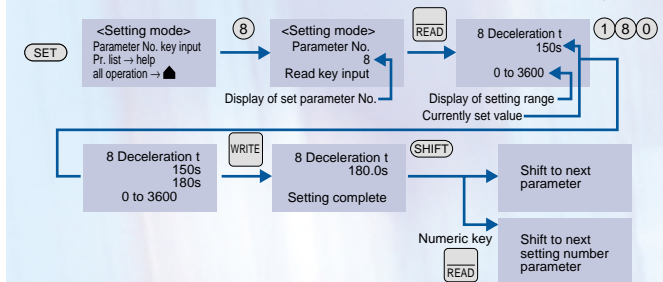 SET
<Setting mode>
Parameter No. key input
Pr. list → help
all operation →
8
<Setting mode>
Parameter No.
8
Read key input
Display of set parameter No.
READ
8 Deceleration t
150s
0 to 3600
Display of setting range
Currently set value
1 8 0
8 Deceleration t
150s
180s
0 to 3600
WRITE
8 Deceleration t
180.0s
Setting complete
SHIFT
Shift to next
parameter
Numeric key
READ
Shift to next
setting number
parameter